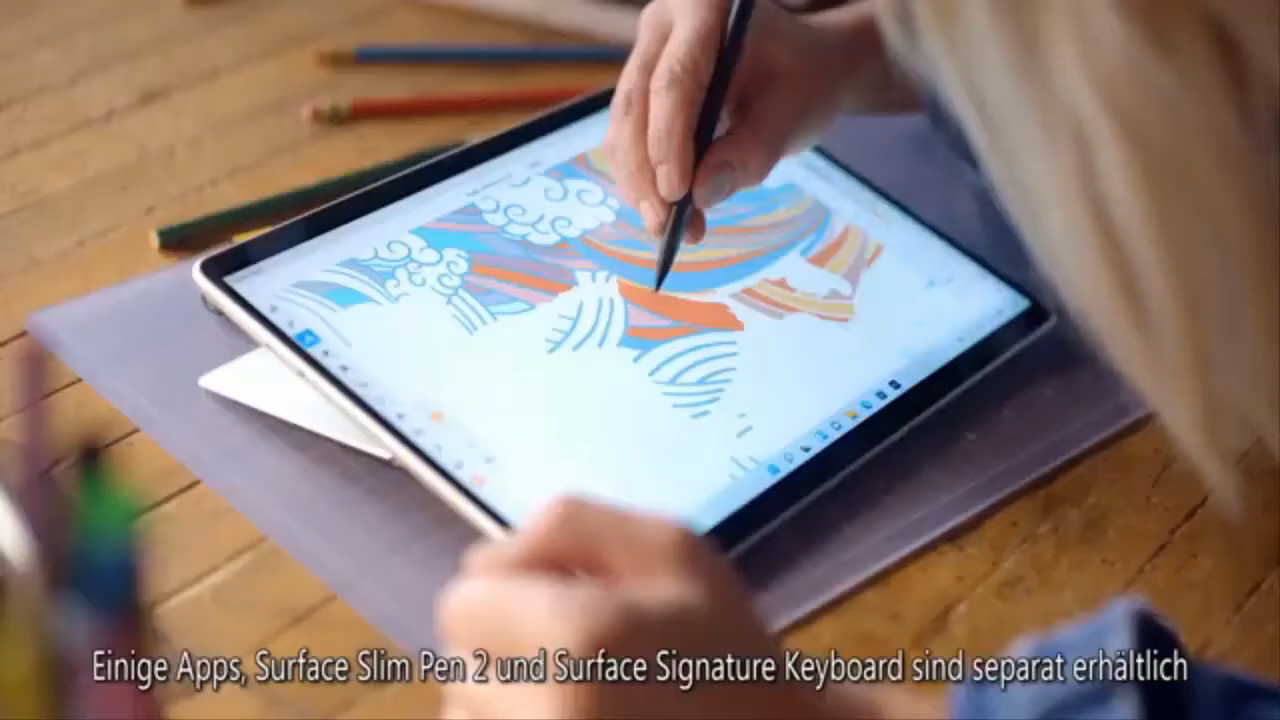 Einige Apps, Surface Slim Pen 2 und Surface Signature Keyboard sind separat erhältlich